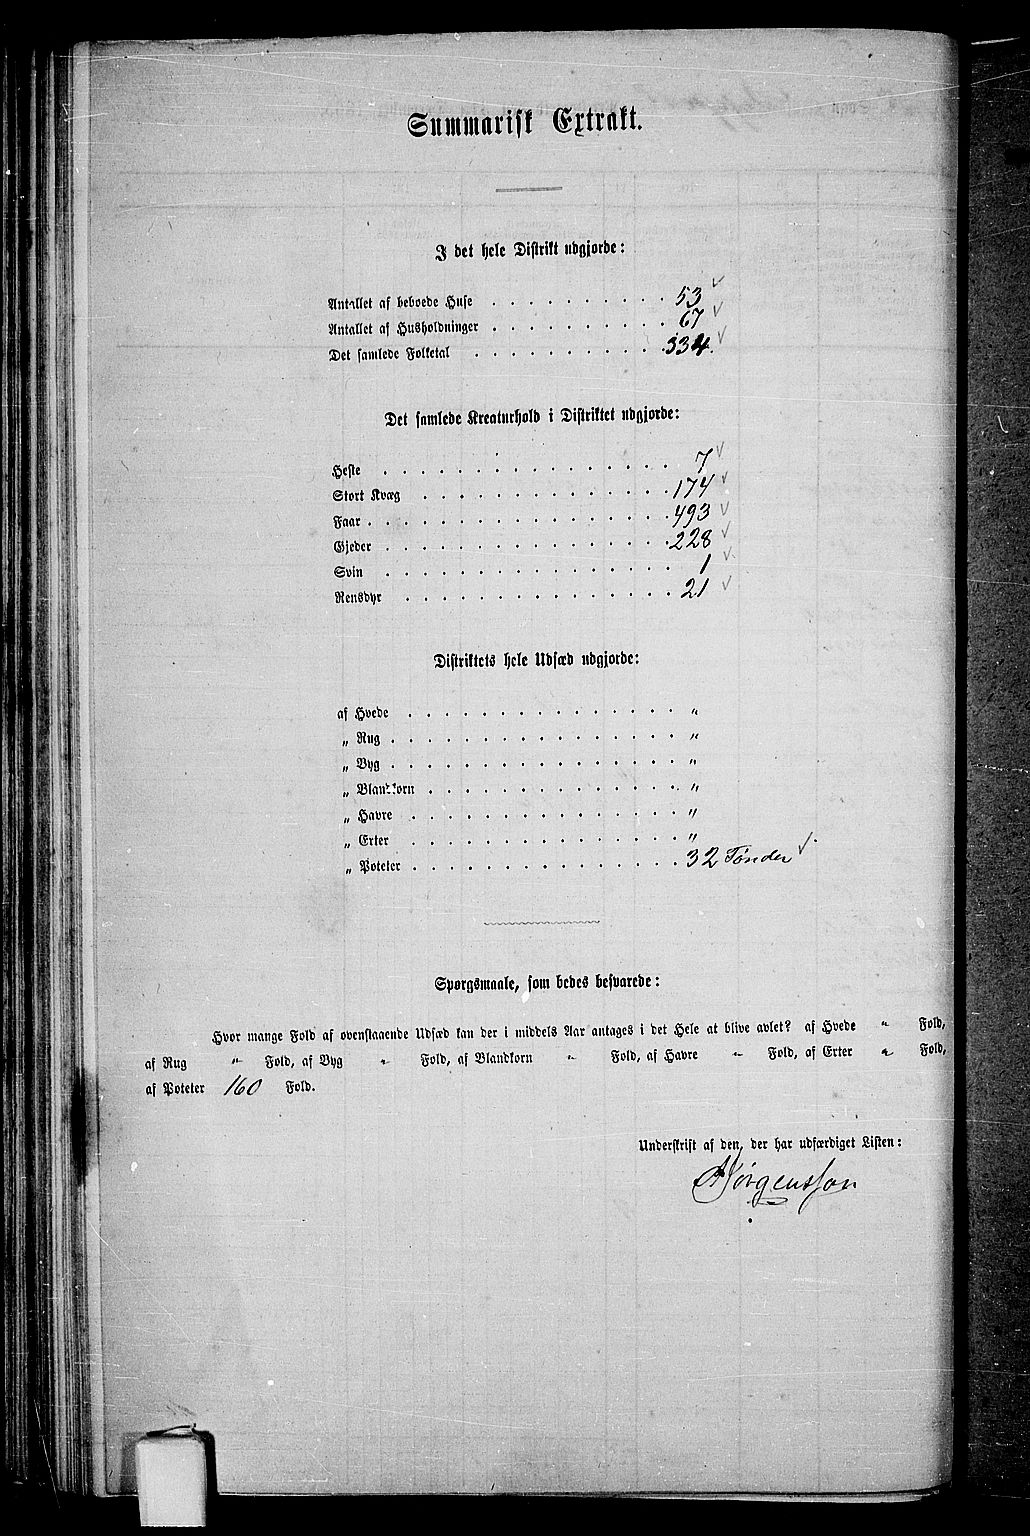 Summarisk Extrakt.
I det hele Distrikt udgjorde:
Antallet af beboede Huse . . . . . . . . . . 53
Antallet af Husholdninger . . . . . . . . . . 67
Det samlede Folketal . . . . . . . . . . . 334.
Det samlede Kreaturhold i Distriktet udgjorde:
Heste . . . . . . . . . . . . . . . . 7
Stort Kvæg . . . . . . . . . . . . . . 174
Faar . . . . . . . . . . . . . . . . . 493
Gjeder . . . . . . . . . . . . . . . . 228
Svin . . . . . . . . . . . . . . . . 1
Rensdyr . . . . . . . . . . . . . . . 21
Distriktets hele Udsæd udgjorde:
af Hvede . . . . . . . . . . . . . . . "
„ Rug . . . . . . . . . . . . . . . . "
„ Byg . . . . . . . . . . . . . . . . "
„ Blandkorn . . . . . . . . . . . . . . "
„ Havre . . . . . . . . . . . . . . . "
„ Erter . . . . . . . . . . . . . . . "
„ Poteter . . . . . . . . . . . . . . . 32 Tønder
Spørgsmaale, som bedes besvarede:
Hvor mange Fold af ovenstaaende Udsæd kan der i middels Aar antages i det Hele at blive avlet? af Hvede " Fold,
af Rug " Fold, af Byg " Fold, af Blandkorn " Fold, af Havre " Fold, af Erter " Fold,
af Poteter 160 Fold.
Underskrift af den, der har udfærdiget Listen:
AJörgensson